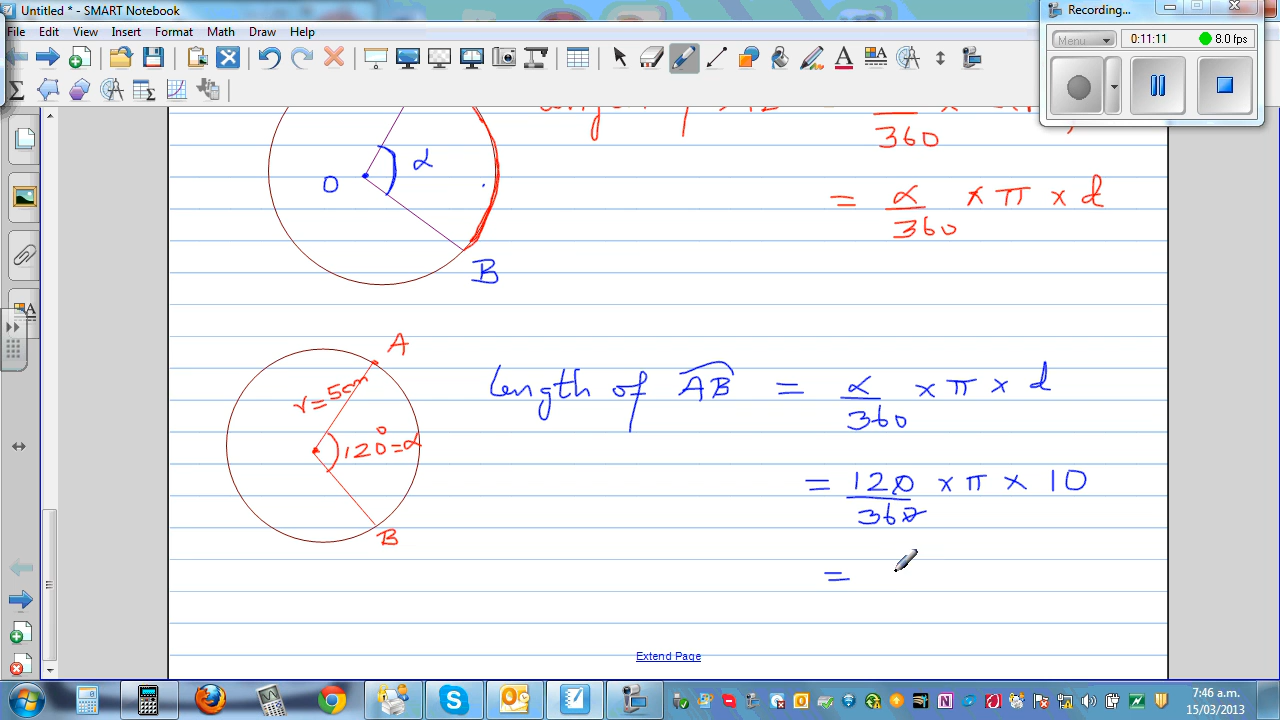 Untitled * - SMART Notebook
Recording...
File Edit View Insert Format Math Draw Help
Menu 0:11:11 8.0 fps
360
O α
= α/360 × π × d
B
A
r=5cm
120°=α
B
length of AB = α/360 × π × d
= 120/360 × π × 10
=
Extend Page
7:46 a.m.
15/03/2013